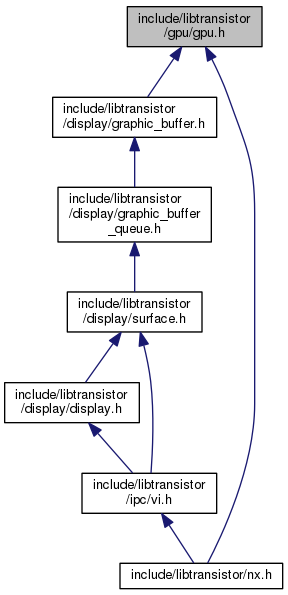 include/libtransistor
/gpu/gpu.h
include/libtransistor
/display/graphic_buffer.h
include/libtransistor
/display/graphic_buffer
_queue.h
include/libtransistor
/display/surface.h
include/libtransistor
/display/display.h
include/libtransistor
/ipc/vi.h
include/libtransistor/nx.h